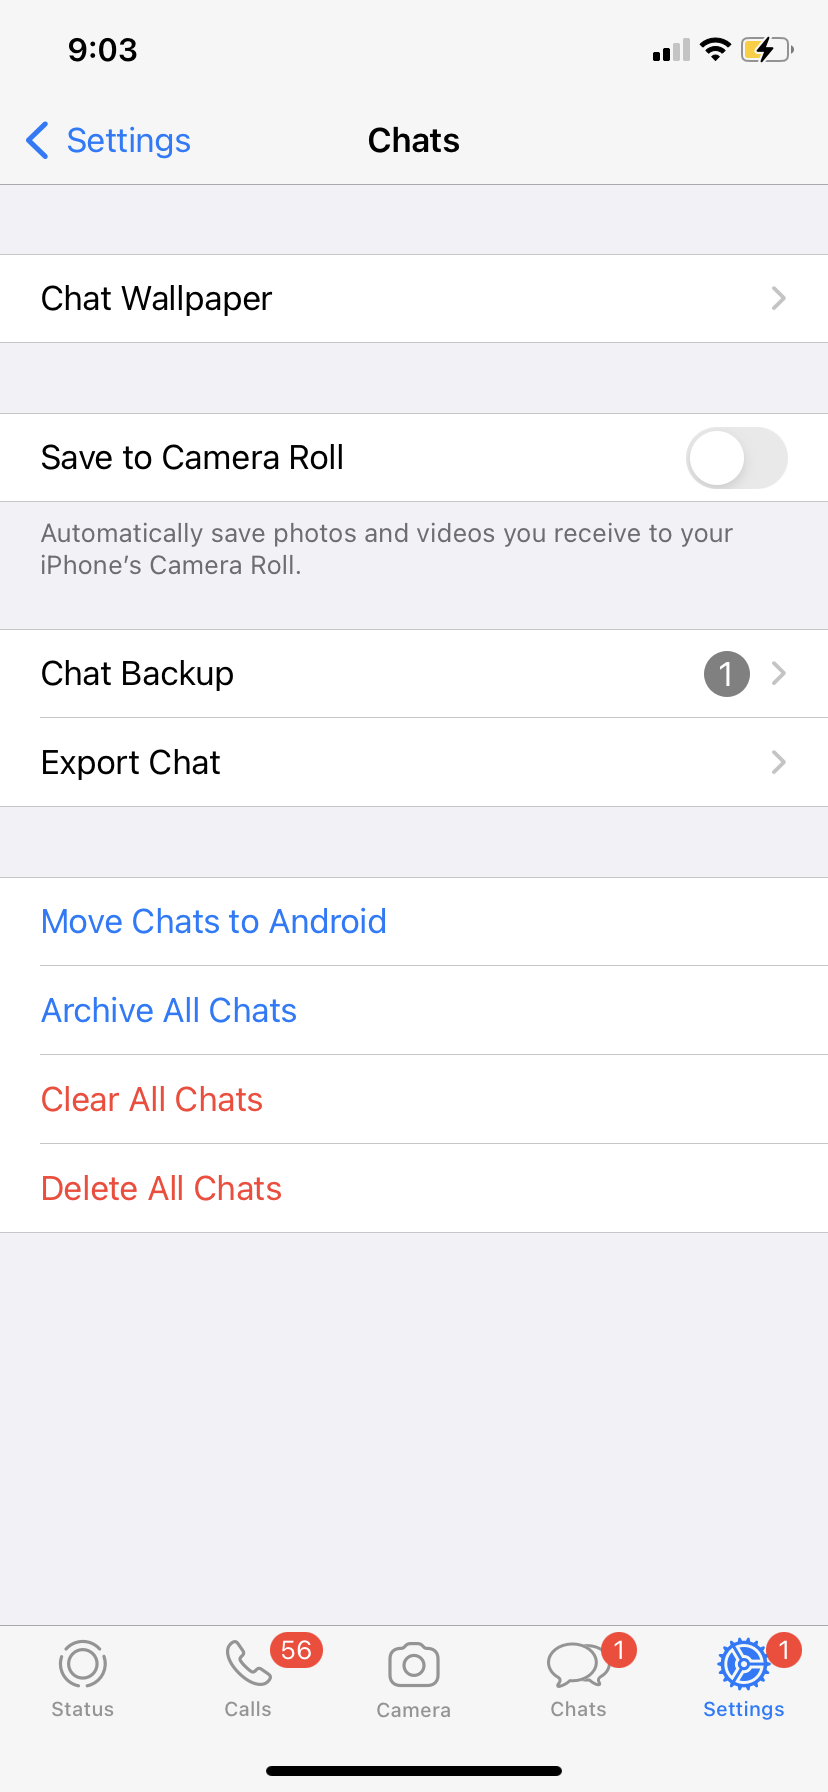 9:03
Settings
Chats
Chat Wallpaper
Save to Camera Roll
Automatically save photos and videos you receive to your
iPhone’s Camera Roll.
Chat Backup 1
Export Chat
Move Chats to Android
Archive All Chats
Clear All Chats
Delete All Chats
56 1 1
Status Calls Camera Chats Settings